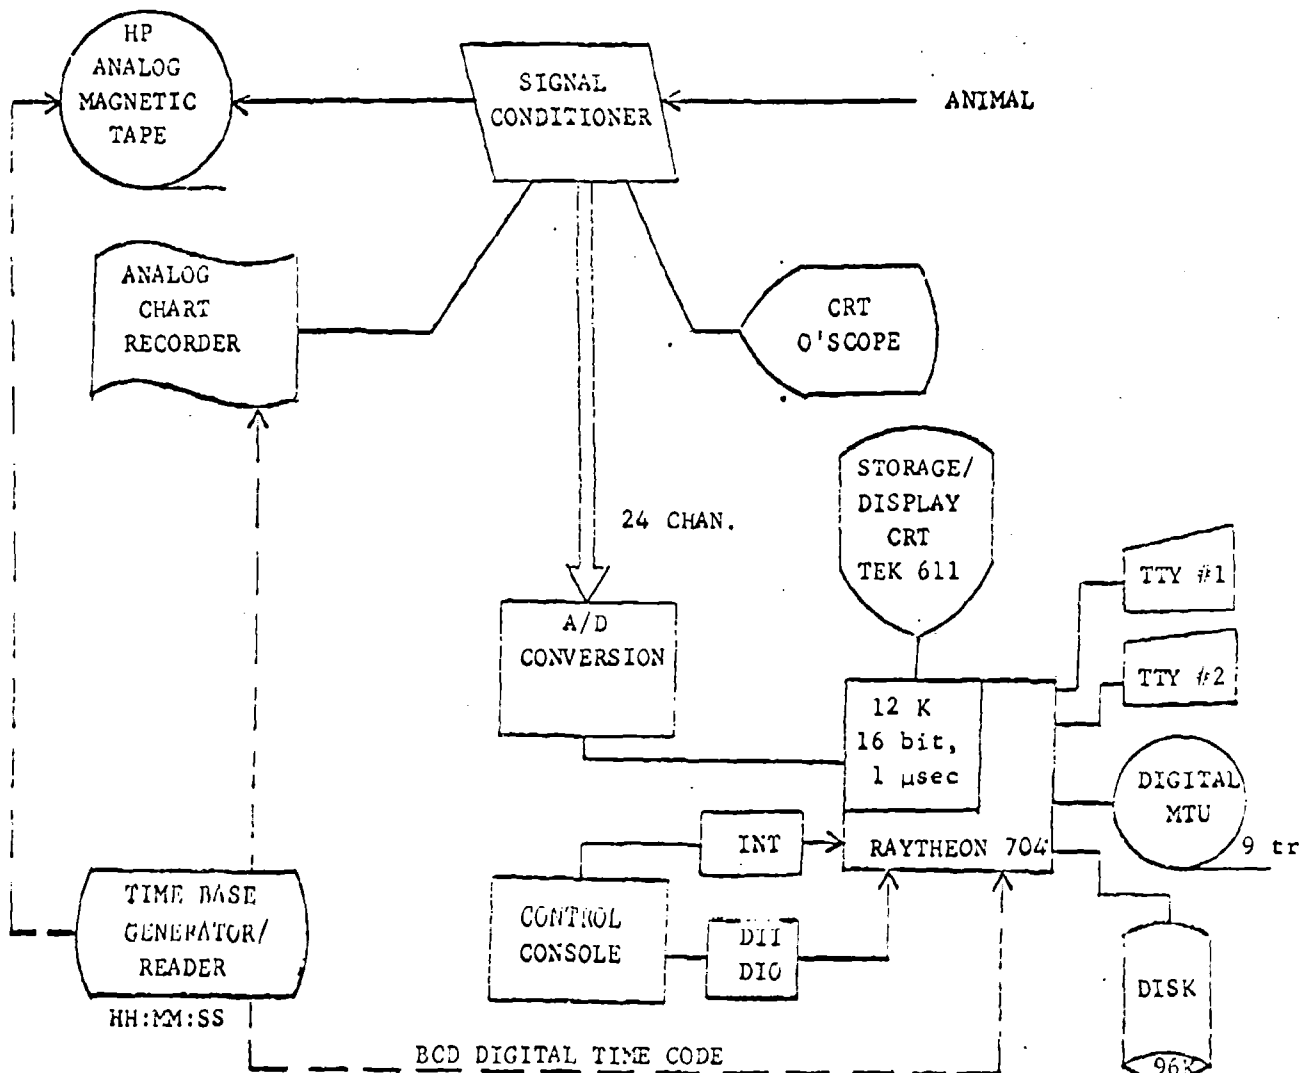 HP
ANALOG
MAGNETIC
TAPE
SIGNAL
CONDITIONER
ANIMAL
ANALOG
CHART
RECORDER
CRT
O'SCOPE
24 CHAN.
STORAGE/
DISPLAY
CRT
TEK 611
A/D
CONVERSION
TTY #1
TTY #2
12 K
16 bit,
1 µsec
RAYTHEON 704
DIGITAL
MTU
9 tr
INT
CONTROL
CONSOLE
DII
DIO
DISK
TIME BASE
GENERATOR/
READER
HH:MM:SS
BCD DIGITAL TIME CODE